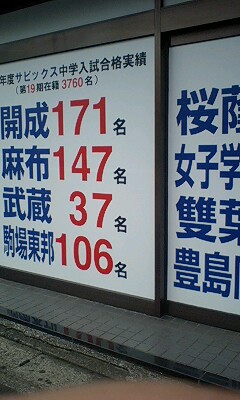 年度サピックス中学入試合格実績
(第19期在籍3760名)
開成171名
麻布147名
武蔵 37名
駒場東邦106名
桜蔭
女子学
雙葉
豊島